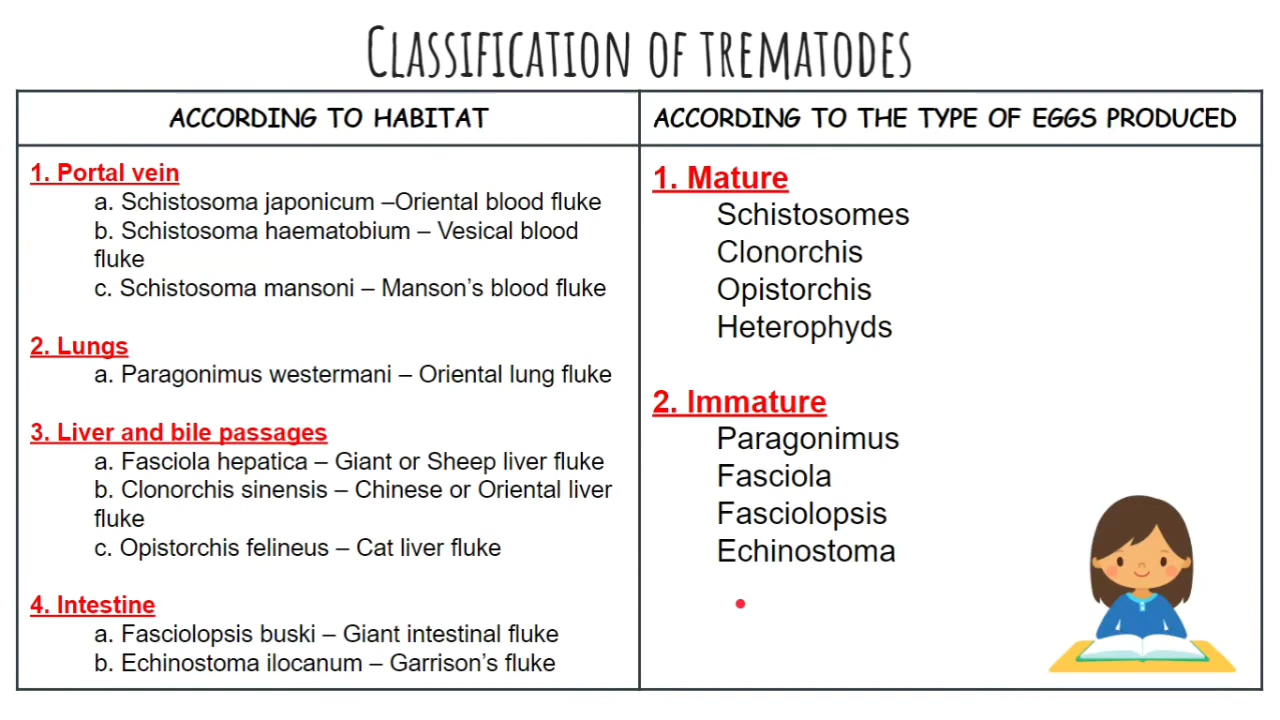 Classification of trematodes
ACCORDING TO HABITAT
1. Portal vein
a. Schistosoma japonicum –Oriental blood fluke
b. Schistosoma haematobium – Vesical blood
fluke
c. Schistosoma mansoni – Manson's blood fluke
2. Lungs
a. Paragonimus westermani – Oriental lung fluke
3. Liver and bile passages
a. Fasciola hepatica – Giant or Sheep liver fluke
b. Clonorchis sinensis – Chinese or Oriental liver
fluke
c. Opistorchis felineus – Cat liver fluke
4. Intestine
a. Fasciolopsis buski – Giant intestinal fluke
b. Echinostoma ilocanum – Garrison's fluke
ACCORDING TO THE TYPE OF EGGS PRODUCED
1. Mature
Schistosomes
Clonorchis
Opistorchis
Heterophyds
2. Immature
Paragonimus
Fasciola
Fasciolopsis
Echinostoma